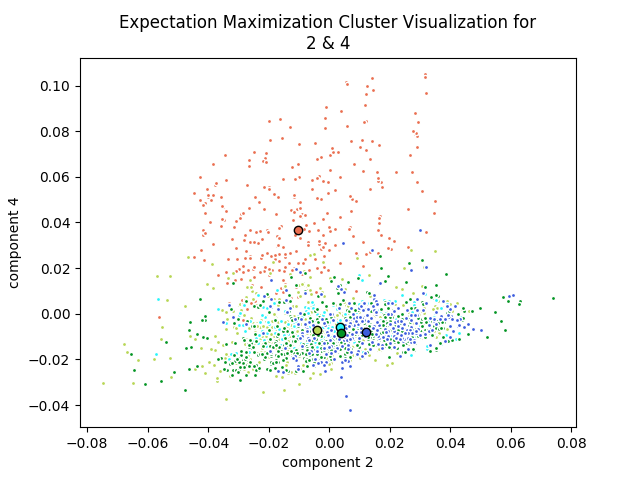 Expectation Maximization Cluster Visualization for
2 & 4
0.10
0.08
0.06
0.04
0.02
0.00
−0.02
−0.04
component 4
−0.08 −0.06 −0.04 −0.02 0.00 0.02 0.04 0.06 0.08
component 2